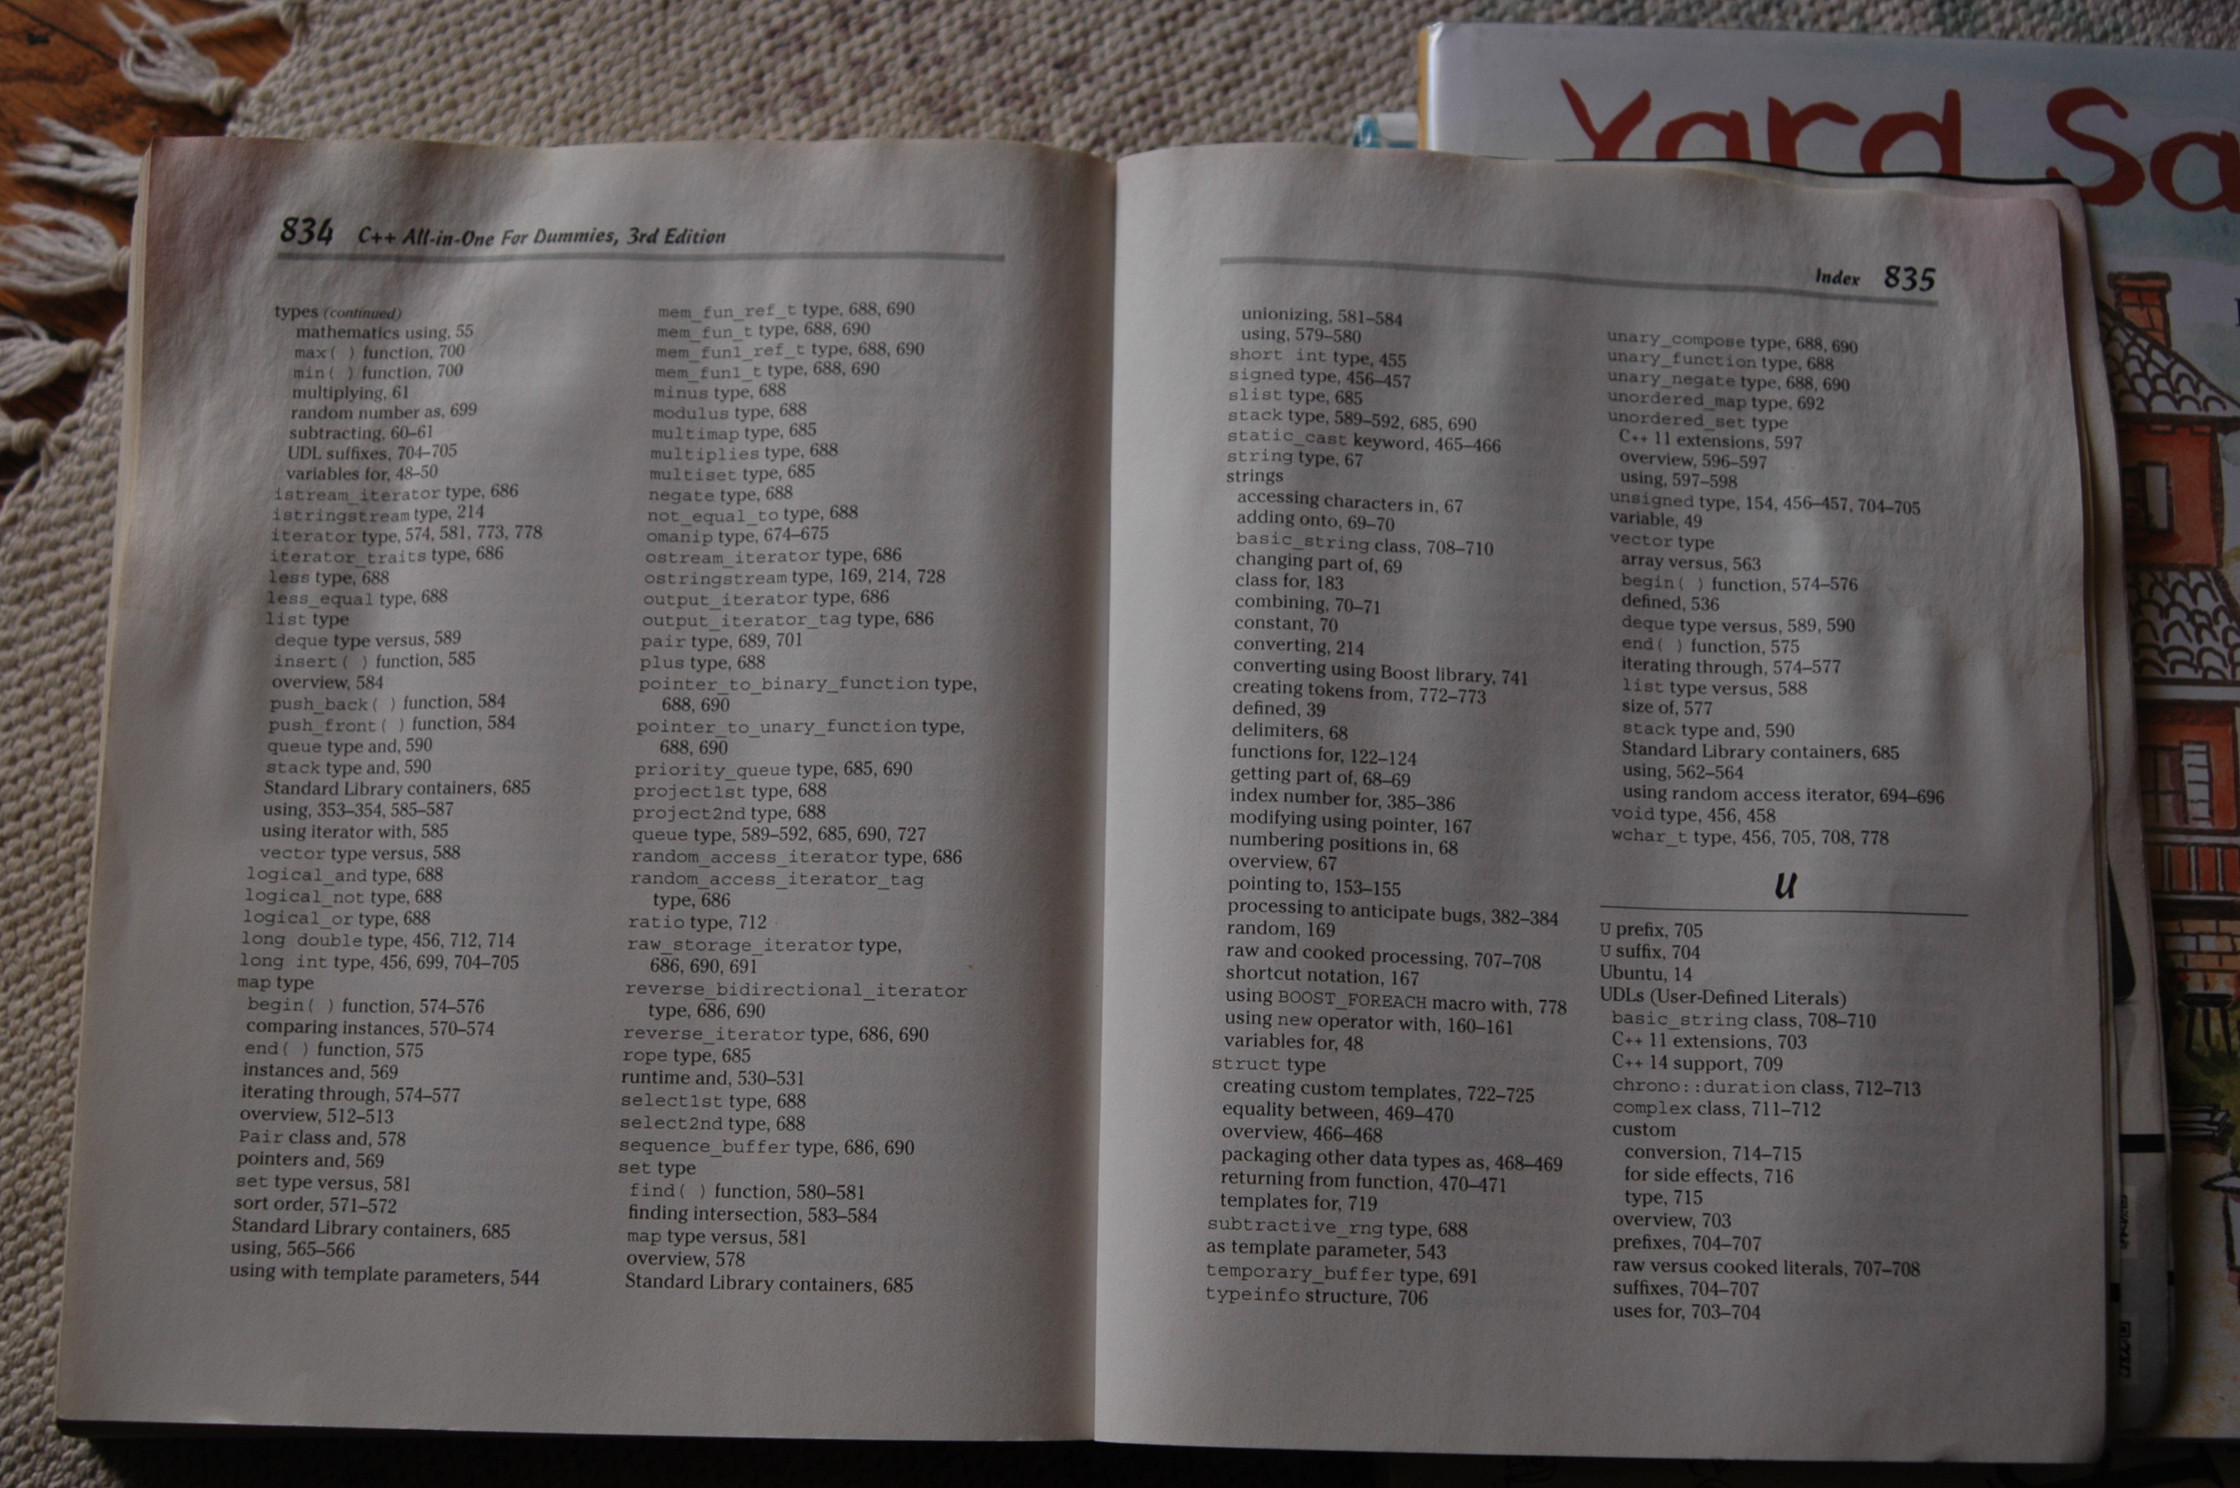 Yard Sa
834 C++ All-in-One For Dummies, 3rd Edition
types (continued)
mathematics using, 55
max( ) function, 700
min( ) function, 700
multiplying, 61
random number as, 699
subtracting, 60–61
UDL suffixes, 704–705
variables for, 48–50
istream_iterator type, 686
istringstream type, 214
iterator type, 574, 581, 773, 778
iterator_traits type, 686
less type, 688
less_equal type, 688
list type
deque type versus, 589
insert( ) function, 585
overview, 584
push_back( ) function, 584
push_front( ) function, 584
queue type and, 590
stack type and, 590
Standard Library containers, 685
using, 353–354, 585–587
using iterator with, 585
vector type versus, 588
logical_and type, 688
logical_not type, 688
logical_or type, 688
long double type, 456, 712, 714
long int type, 456, 699, 704–705
map type
begin( ) function, 574–576
comparing instances, 570–574
end( ) function, 575
instances and, 569
iterating through, 574–577
overview, 512–513
Pair class and, 578
pointers and, 569
set type versus, 581
sort order, 571–572
Standard Library containers, 685
using, 565–566
using with template parameters, 544
mem_fun_ref_t type, 688, 690
mem_fun_t type, 688, 690
mem_fun1_ref_t type, 688, 690
mem_fun1_t type, 688, 690
minus type, 688
modulus type, 688
multimap type, 685
multiplies type, 688
multiset type, 685
negate type, 688
not_equal_to type, 688
omanip type, 674–675
ostream_iterator type, 686
ostringstream type, 169, 214, 728
output_iterator type, 686
output_iterator_tag type, 686
pair type, 689, 701
plus type, 688
pointer_to_binary_function type,
688, 690
pointer_to_unary_function type,
688, 690
priority_queue type, 685, 690
project1st type, 688
project2nd type, 688
queue type, 589–592, 685, 690, 727
random_access_iterator type, 686
random_access_iterator_tag
type, 686
ratio type, 712
raw_storage_iterator type,
686, 690, 691
reverse_bidirectional_iterator
type, 686, 690
reverse_iterator type, 686, 690
rope type, 685
runtime and, 530–531
select1st type, 688
select2nd type, 688
sequence_buffer type, 686, 690
set type
find( ) function, 580–581
finding intersection, 583–584
map type versus, 581
overview, 578
Standard Library containers, 685
Index 835
unionizing, 581–584
using, 579–580
short int type, 455
signed type, 456–457
slist type, 685
stack type, 589–592, 685, 690
static_cast keyword, 465–466
string type, 67
strings
accessing characters in, 67
adding onto, 69–70
basic_string class, 708–710
changing part of, 69
class for, 183
combining, 70–71
constant, 70
converting, 214
converting using Boost library, 741
creating tokens from, 772–773
defined, 39
delimiters, 68
functions for, 122–124
getting part of, 68–69
index number for, 385–386
modifying using pointer, 167
numbering positions in, 68
overview, 67
pointing to, 153–155
processing to anticipate bugs, 382–384
random, 169
raw and cooked processing, 707–708
shortcut notation, 167
using BOOST_FOREACH macro with, 778
using new operator with, 160–161
variables for, 48
struct type
creating custom templates, 722–725
equality between, 469–470
overview, 466–468
packaging other data types as, 468–469
returning from function, 470–471
templates for, 719
subtractive_rng type, 688
as template parameter, 543
temporary_buffer type, 691
typeinfo structure, 706
unary_compose type, 688, 690
unary_function type, 688
unary_negate type, 688, 690
unordered_map type, 692
unordered_set type
C++ 11 extensions, 597
overview, 596–597
using, 597–598
unsigned type, 154, 456–457, 704–705
variable, 49
vector type
array versus, 563
begin( ) function, 574–576
defined, 536
deque type versus, 589, 590
end( ) function, 575
iterating through, 574–577
list type versus, 588
size of, 577
stack type and, 590
Standard Library containers, 685
using, 562–564
using random access iterator, 694–696
void type, 456, 458
wchar_t type, 456, 705, 708, 778
U
U prefix, 705
U suffix, 704
Ubuntu, 14
UDLs (User-Defined Literals)
basic_string class, 708–710
C++ 11 extensions, 703
C++ 14 support, 709
chrono::duration class, 712–713
complex class, 711–712
custom
conversion, 714–715
for side effects, 716
type, 715
overview, 703
prefixes, 704–707
raw versus cooked literals, 707–708
suffixes, 704–707
uses for, 703–704